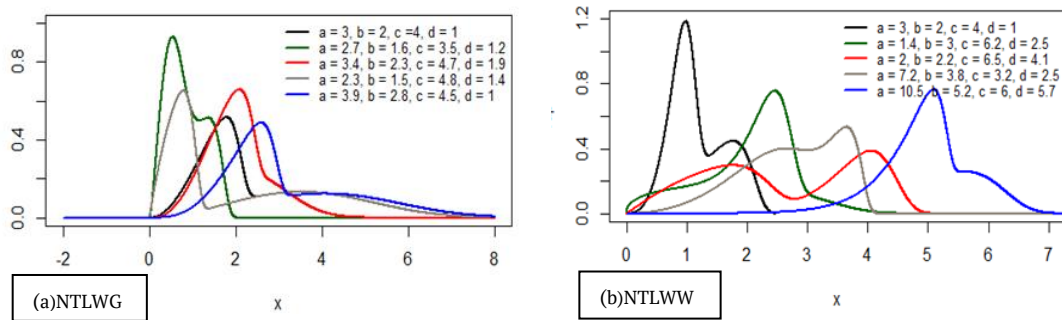 a = 3, b = 2, c =4, d = 1
a = 2.7, b = 1.6, c = 3.5, d = 1.2
a = 3.4, b = 2.3, c = 4.7, d = 1.9
a = 2.3, b = 1.5, c = 4.8, d = 1.4
a = 3.9, b = 2.8, c = 4.5, d = 1
0.8
0.4
0.0
-2 0 2 4 6 8
x
(a)NTLWG
a = 3, b = 2, c = 4, d = 1
a = 1.4, b = 3, c = 6.2, d = 2.5
a = 2, b = 2.2, c = 6.5, d = 4.1
a = 7.2, b = 3.8, c = 3.2, d = 2.5
a = 10.5, = 5.2, c = 6, d = 5.7
1.2
0.8
0.4
0.0
0 1 2 3 4 5 6 7
x
(b)NTLWW